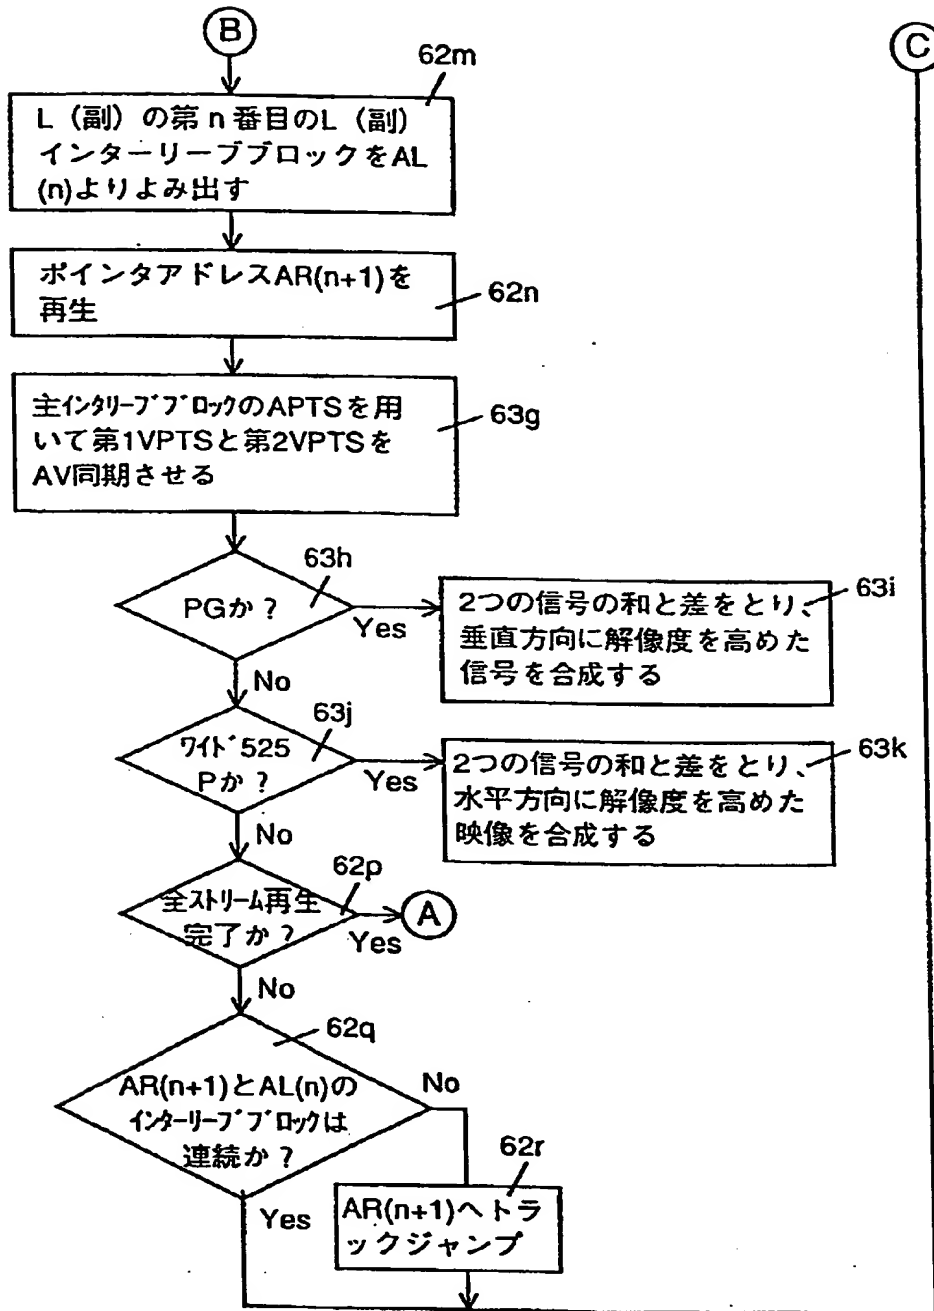 B
C
62m
L（副）の第n番目のL（副）
インターリーブブロックをAL
(n)よりよみ出す
ポインタアドレスAR(n+1)を
再生
62n
主ｲﾝﾀﾘｰﾌﾞﾌﾞﾛｯｸのAPTSを用
いて第1VPTSと第2VPTSを
AV同期させる
63g
63h
PGか？
Yes
No
2つの信号の和と差をとり、
垂直方向に解像度を高めた
信号を合成する
63i
63j
ﾜｲﾄﾞ525
Pか？
Yes
No
2つの信号の和と差をとり、
水平方向に解像度を高めた
映像を合成する
63k
62p
全ｽﾄﾘｰﾑ再生
完了か？
Yes
A
No
62q
AR(n+1)とAL(n)の
ｲﾝﾀｰﾘｰﾌﾞﾌﾞﾛｯｸは
連続か？
No
Yes
62r
AR(n+1)へトラ
ックジャンプ